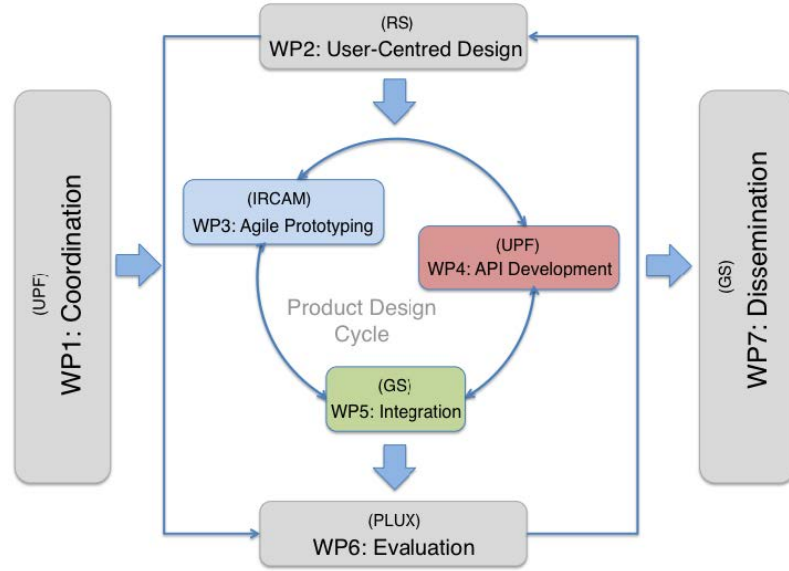 (RS)
WP2: User-Centred Design
(UPF)
WP1: Coordination
(IRCAM)
WP3: Agile Prototyping
(UPF)
WP4: API Development
Product Design
Cycle
(GS)
WP5: Integration
(PLUX)
WP6: Evaluation
(GS)
WP7: Dissemination